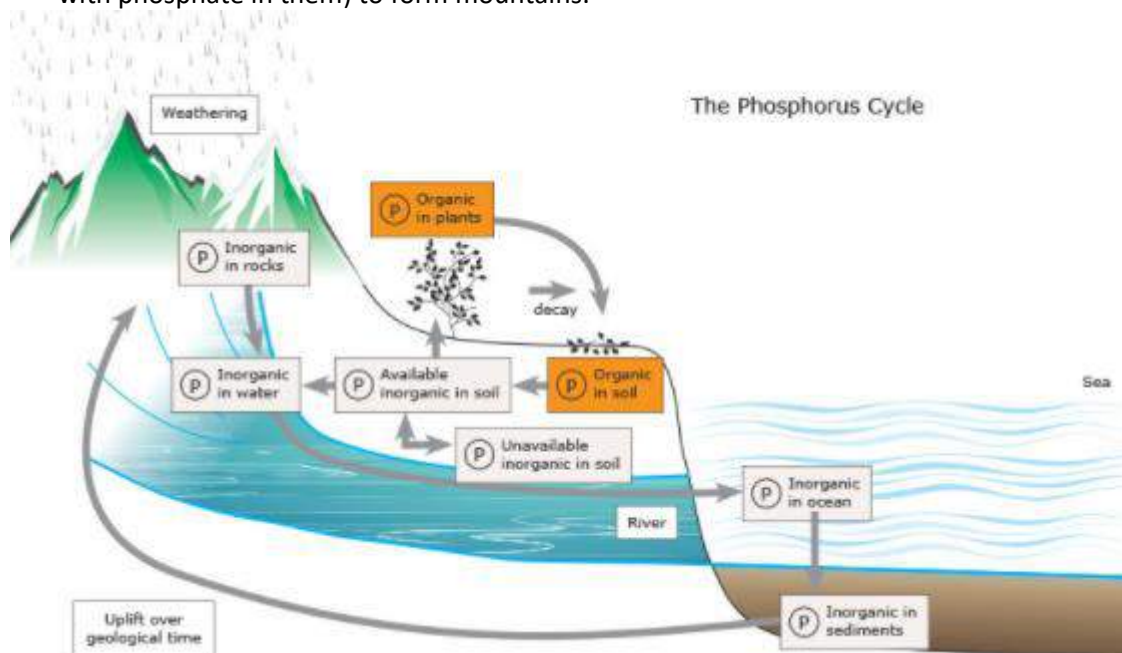 with phosphate in them) to form mountains.
The Phosphorus Cycle
Weathering
P Organic
in plants
P Inorganic
in rocks
decay
P Inorganic
in water
P Available
inorganic in soil
P Organic
in soil
Sea
P Unavailable
inorganic in soil
P Inorganic
in ocean
River
Uplift over
geological time
P Inorganic in
sediments